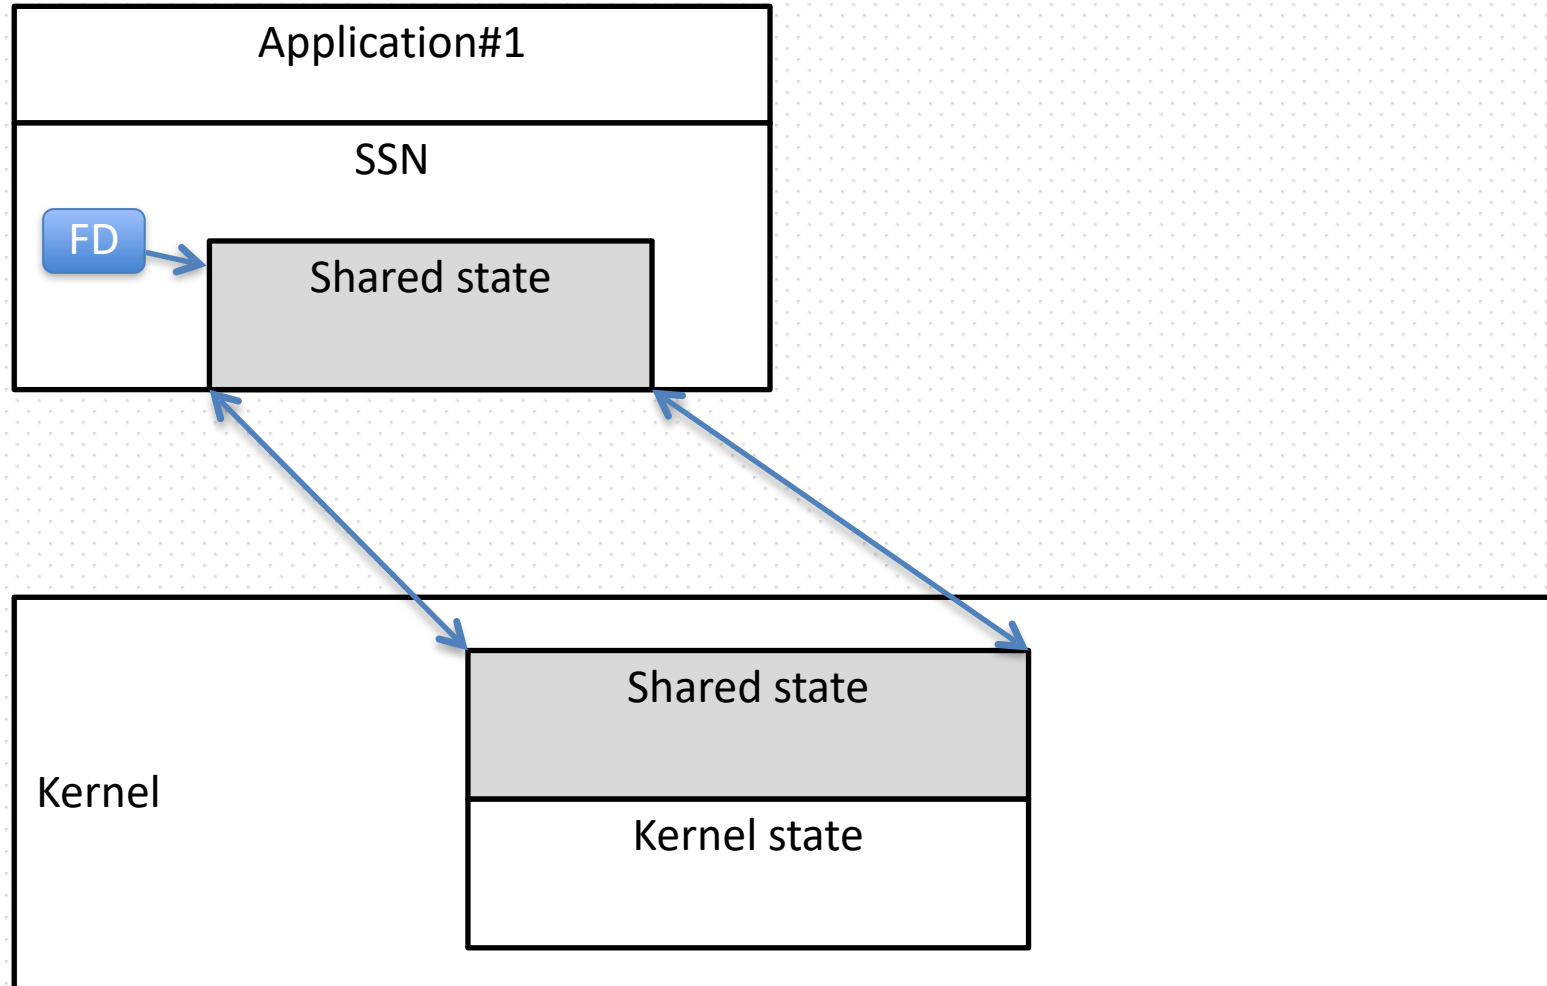 Application#1
SSN
FD
Shared state
Shared state
Kernel
Kernel state